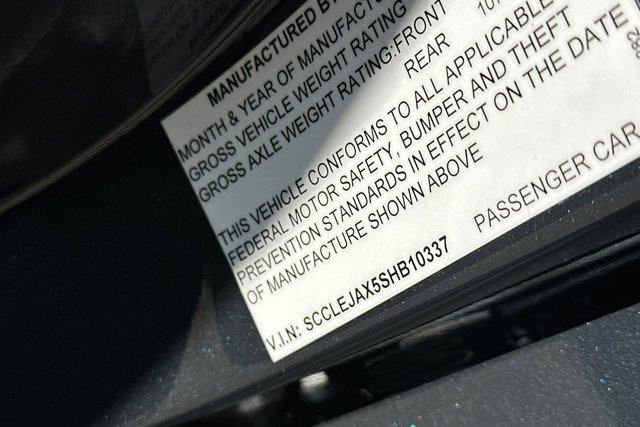 MANUFACTURED B
MONTH & YEAR OF MANUFACTU
GROSS VEHICLE WEIGHT RATING
GROSS AXLE WEIGHT RATING:FRONT
REAR
THIS VEHICLE CONFORMS TO ALL APPLICABLE
FEDERAL MOTOR SAFETY, BUMPER AND THEFT
PREVENTION STANDARDS IN EFFECT ON THE DATE
OF MANUFACTURE SHOWN ABOVE
V.I.N: SCCLEJAX5SHB10337 PASSENGER CAR